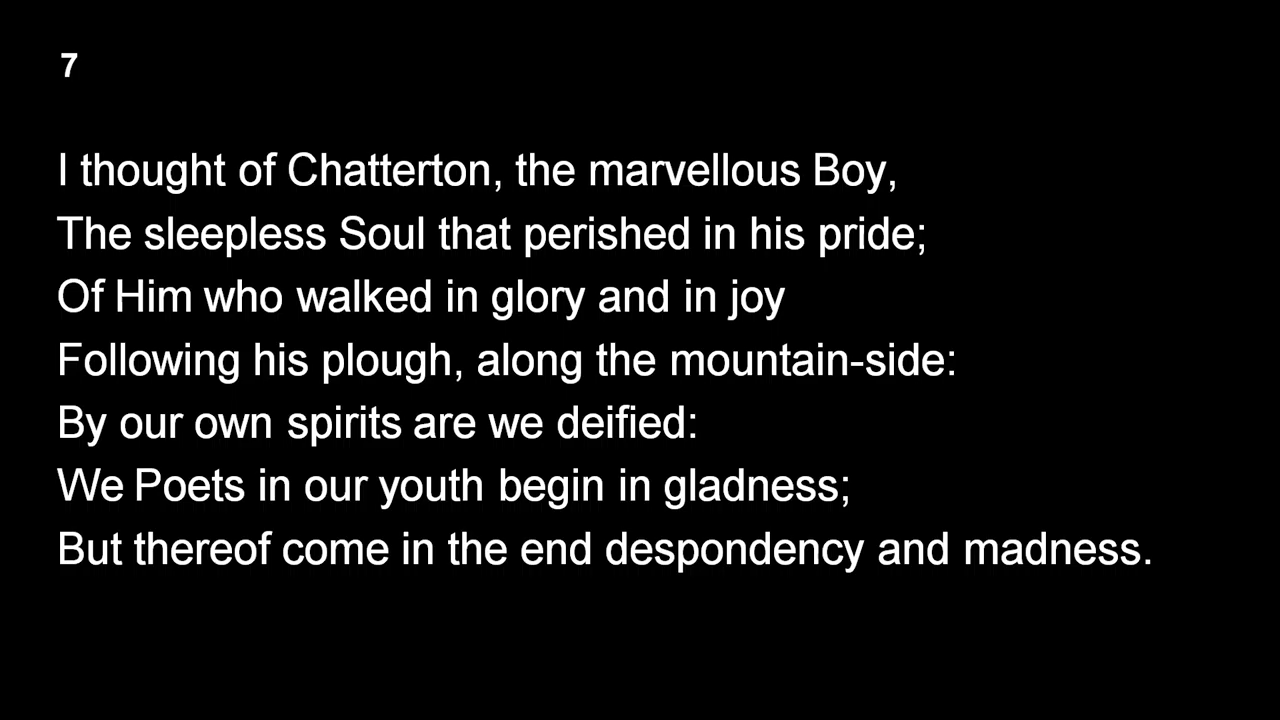 7
I thought of Chatterton, the marvellous Boy,
The sleepless Soul that perished in his pride;
Of Him who walked in glory and in joy
Following his plough, along the mountain-side:
By our own spirits are we deified:
We Poets in our youth begin in gladness;
But thereof come in the end despondency and madness.